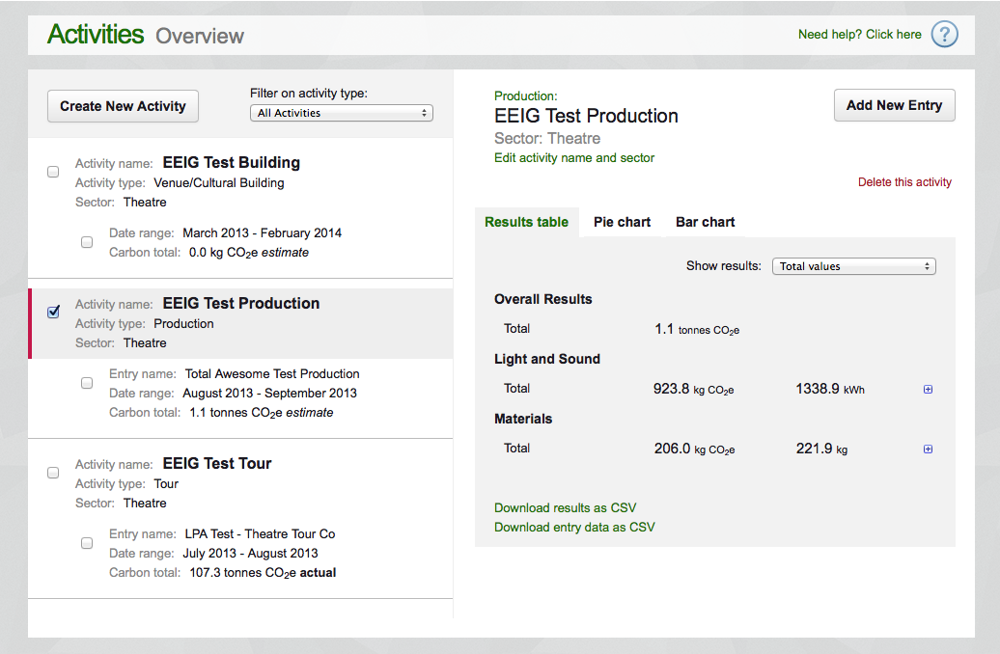 Activities Overview
Need help? Click here ?
Create New Activity
Filter on activity type:
All Activities
Activity name: EEIG Test Building
Activity type: Venue/Cultural Building
Sector: Theatre
Date range: March 2013 - February 2014
Carbon total: 0.0 kg CO2e estimate
Activity name: EEIG Test Production
Activity type: Production
Sector: Theatre
Entry name: Total Awesome Test Production
Date range: August 2013 - September 2013
Carbon total: 1.1 tonnes CO2e estimate
Activity name: EEIG Test Tour
Activity type: Tour
Sector: Theatre
Entry name: LPA Test - Theatre Tour Co
Date range: July 2013 - August 2013
Carbon total: 107.3 tonnes CO2e actual
Production:
EEIG Test Production
Sector: Theatre
Edit activity name and sector
Add New Entry
Delete this activity
Results table Pie chart Bar chart
Show results: Total values
Overall Results
Total 1.1 tonnes CO2e
Light and Sound
Total 923.8 kg CO2e 1338.9 kWh
Materials
Total 206.0 kg CO2e 221.9 kg
Download results as CSV
Download entry data as CSV